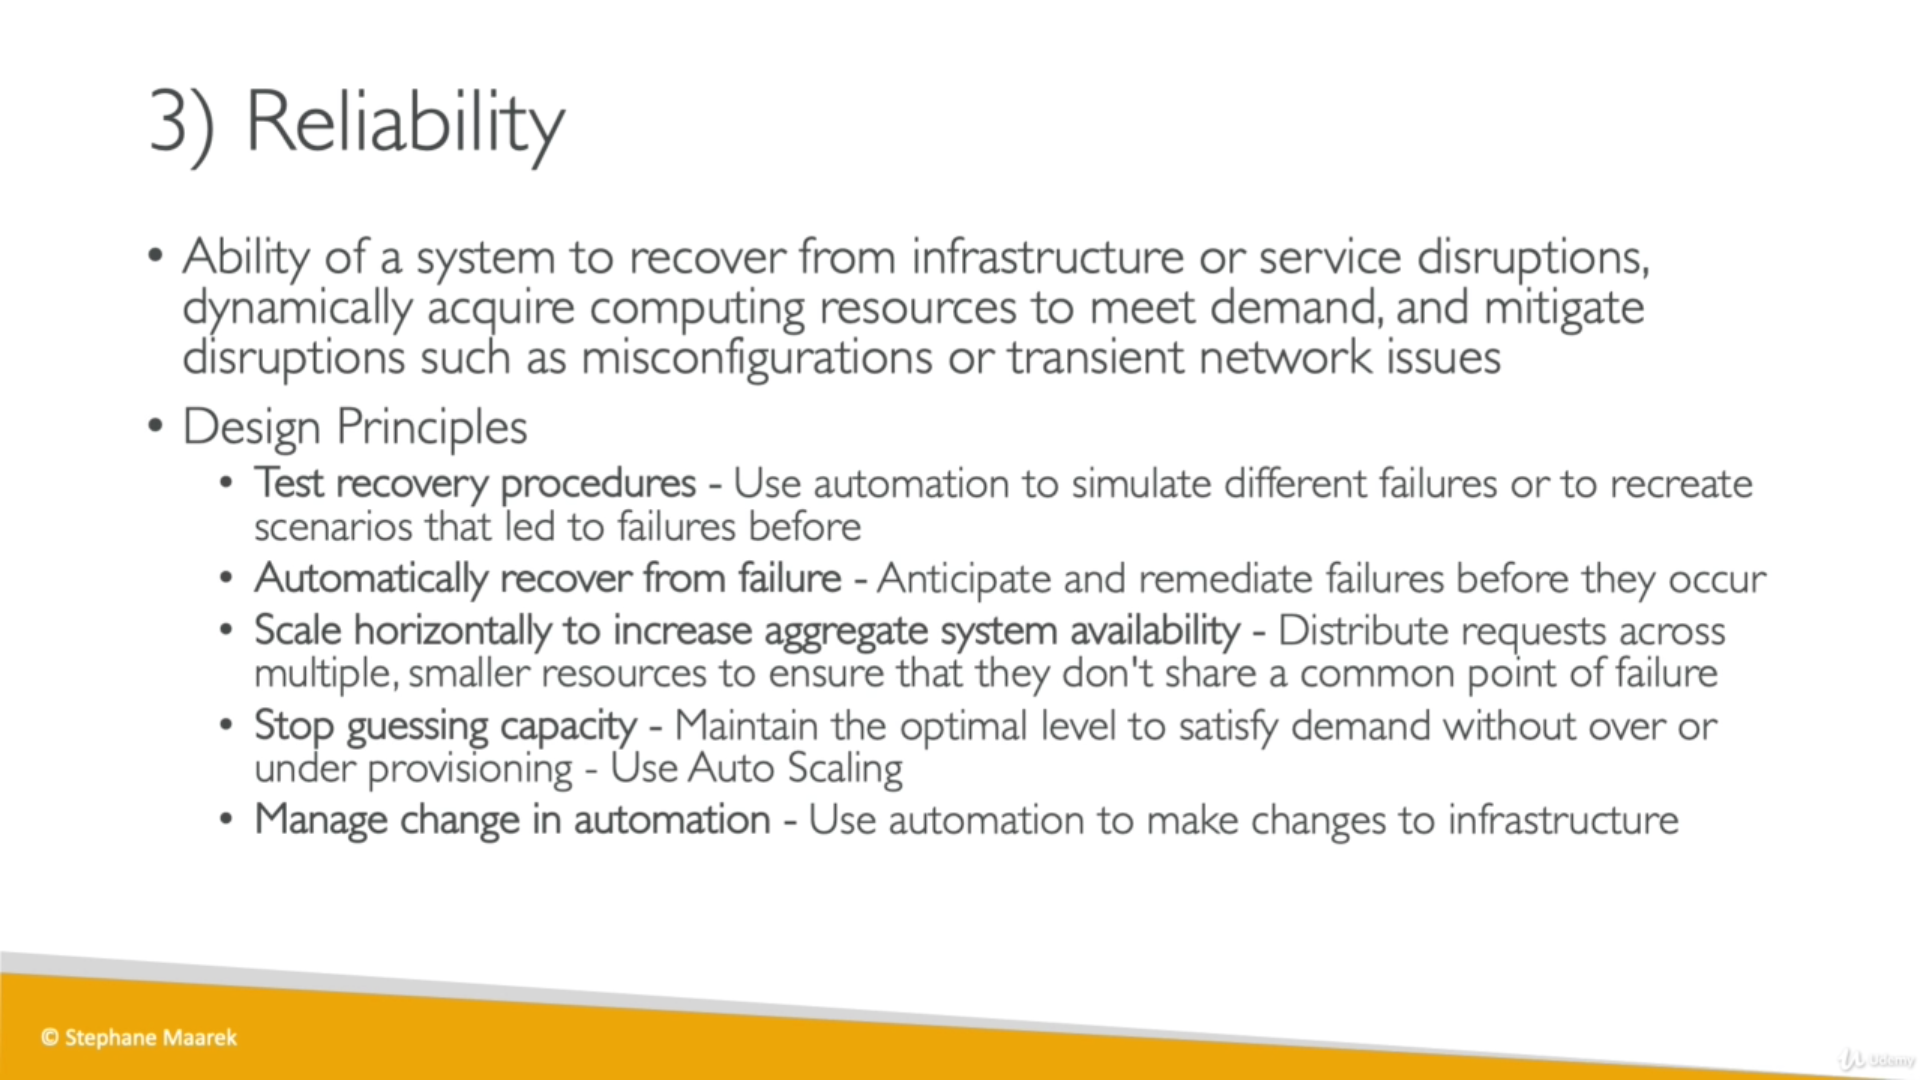 3) Reliability
• Ability of a system to recover from infrastructure or service disruptions,
dynamically acquire computing resources to meet demand, and mitigate
disruptions such as misconfigurations or transient network issues
• Design Principles
• Test recovery procedures - Use automation to simulate different failures or to recreate
scenarios that led to failures before
• Automatically recover from failure - Anticipate and remediate failures before they occur
• Scale horizontally to increase aggregate system availability - Distribute requests across
multiple, smaller resources to ensure that they don't share a common point of failure
• Stop guessing capacity - Maintain the optimal level to satisfy demand without over or
under provisioning - Use Auto Scaling
• Manage change in automation - Use automation to make changes to infrastructure
© Stephane Maarek
Udemy